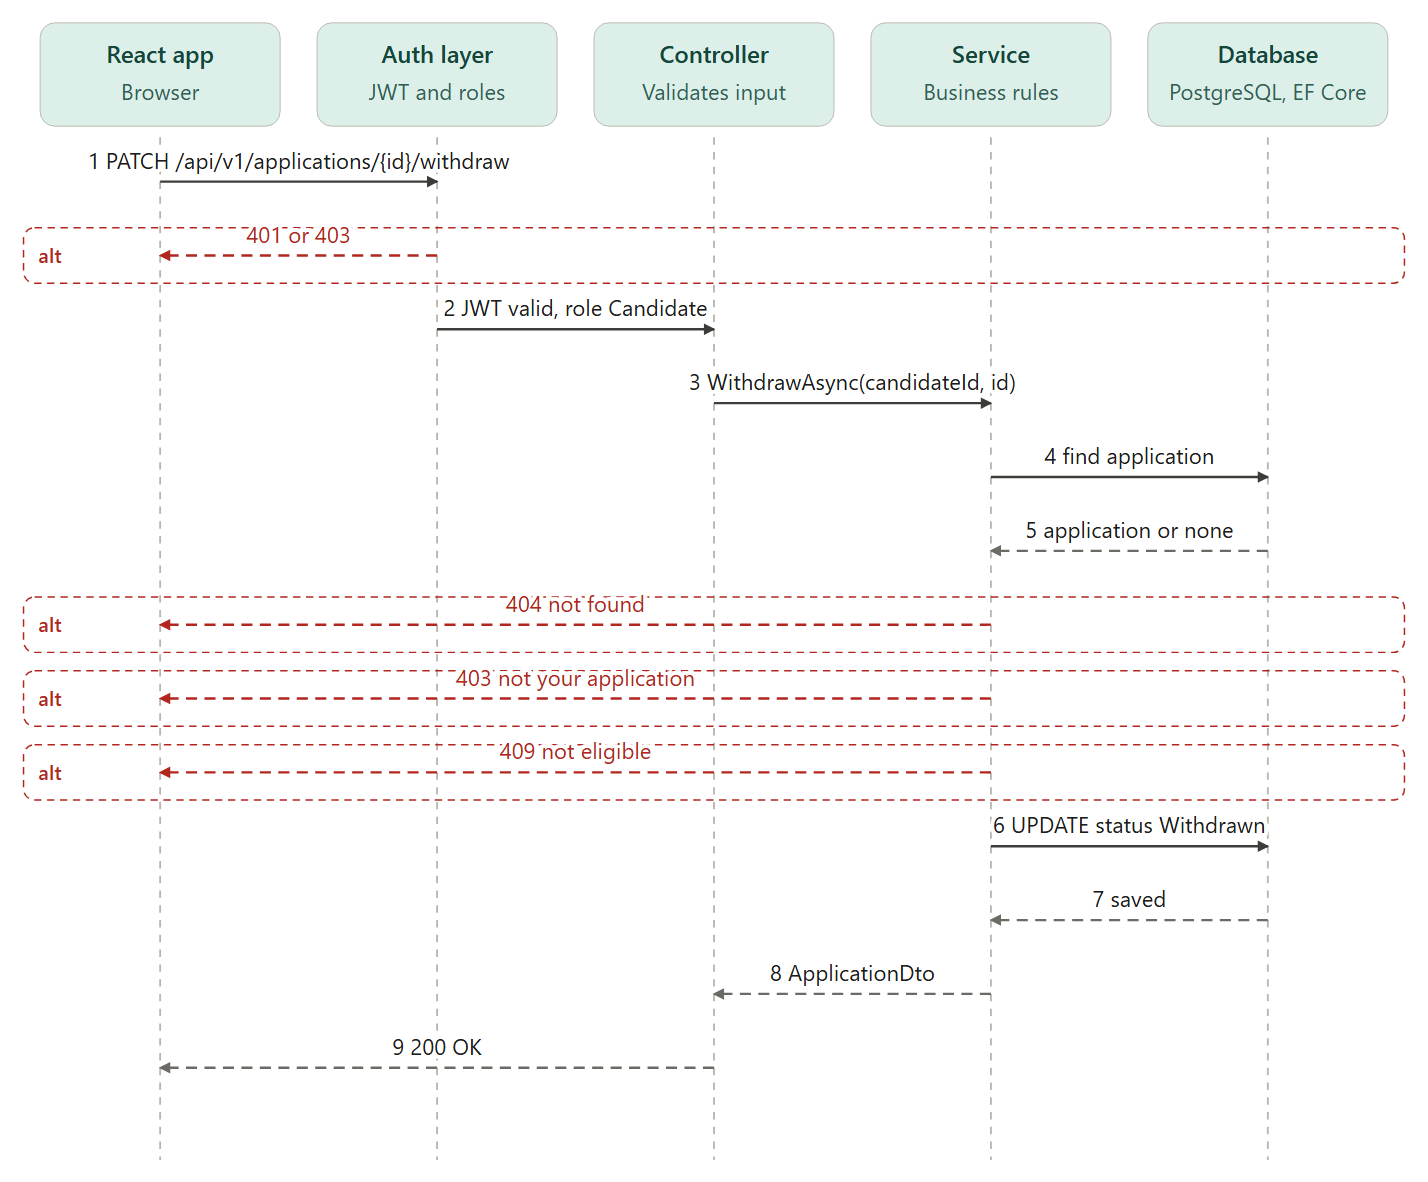 React app
Browser
Auth layer
JWT and roles
Controller
Validates input
Service
Business rules
Database
PostgreSQL, EF Core
1 PATCH /api/v1/applications/{id}/withdraw
401 or 403
alt
2 JWT valid, role Candidate
3 WithdrawAsync(candidateId, id)
4 find application
5 application or none
404 not found
alt
403 not your application
alt
409 not eligible
alt
6 UPDATE status Withdrawn
7 saved
8 ApplicationDto
9 200 OK